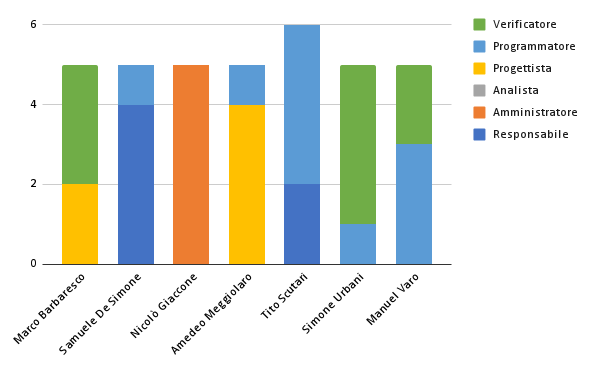 6
4
2
0
Marco Barbaresco
Samuele De Simone
Nicolò Giaccone
Amedeo Meggiolaro
Tito Scutari
Simone Urbani
Manuel Varo
Verificatore
Programmatore
Progettista
Analista
Amministratore
Responsabile